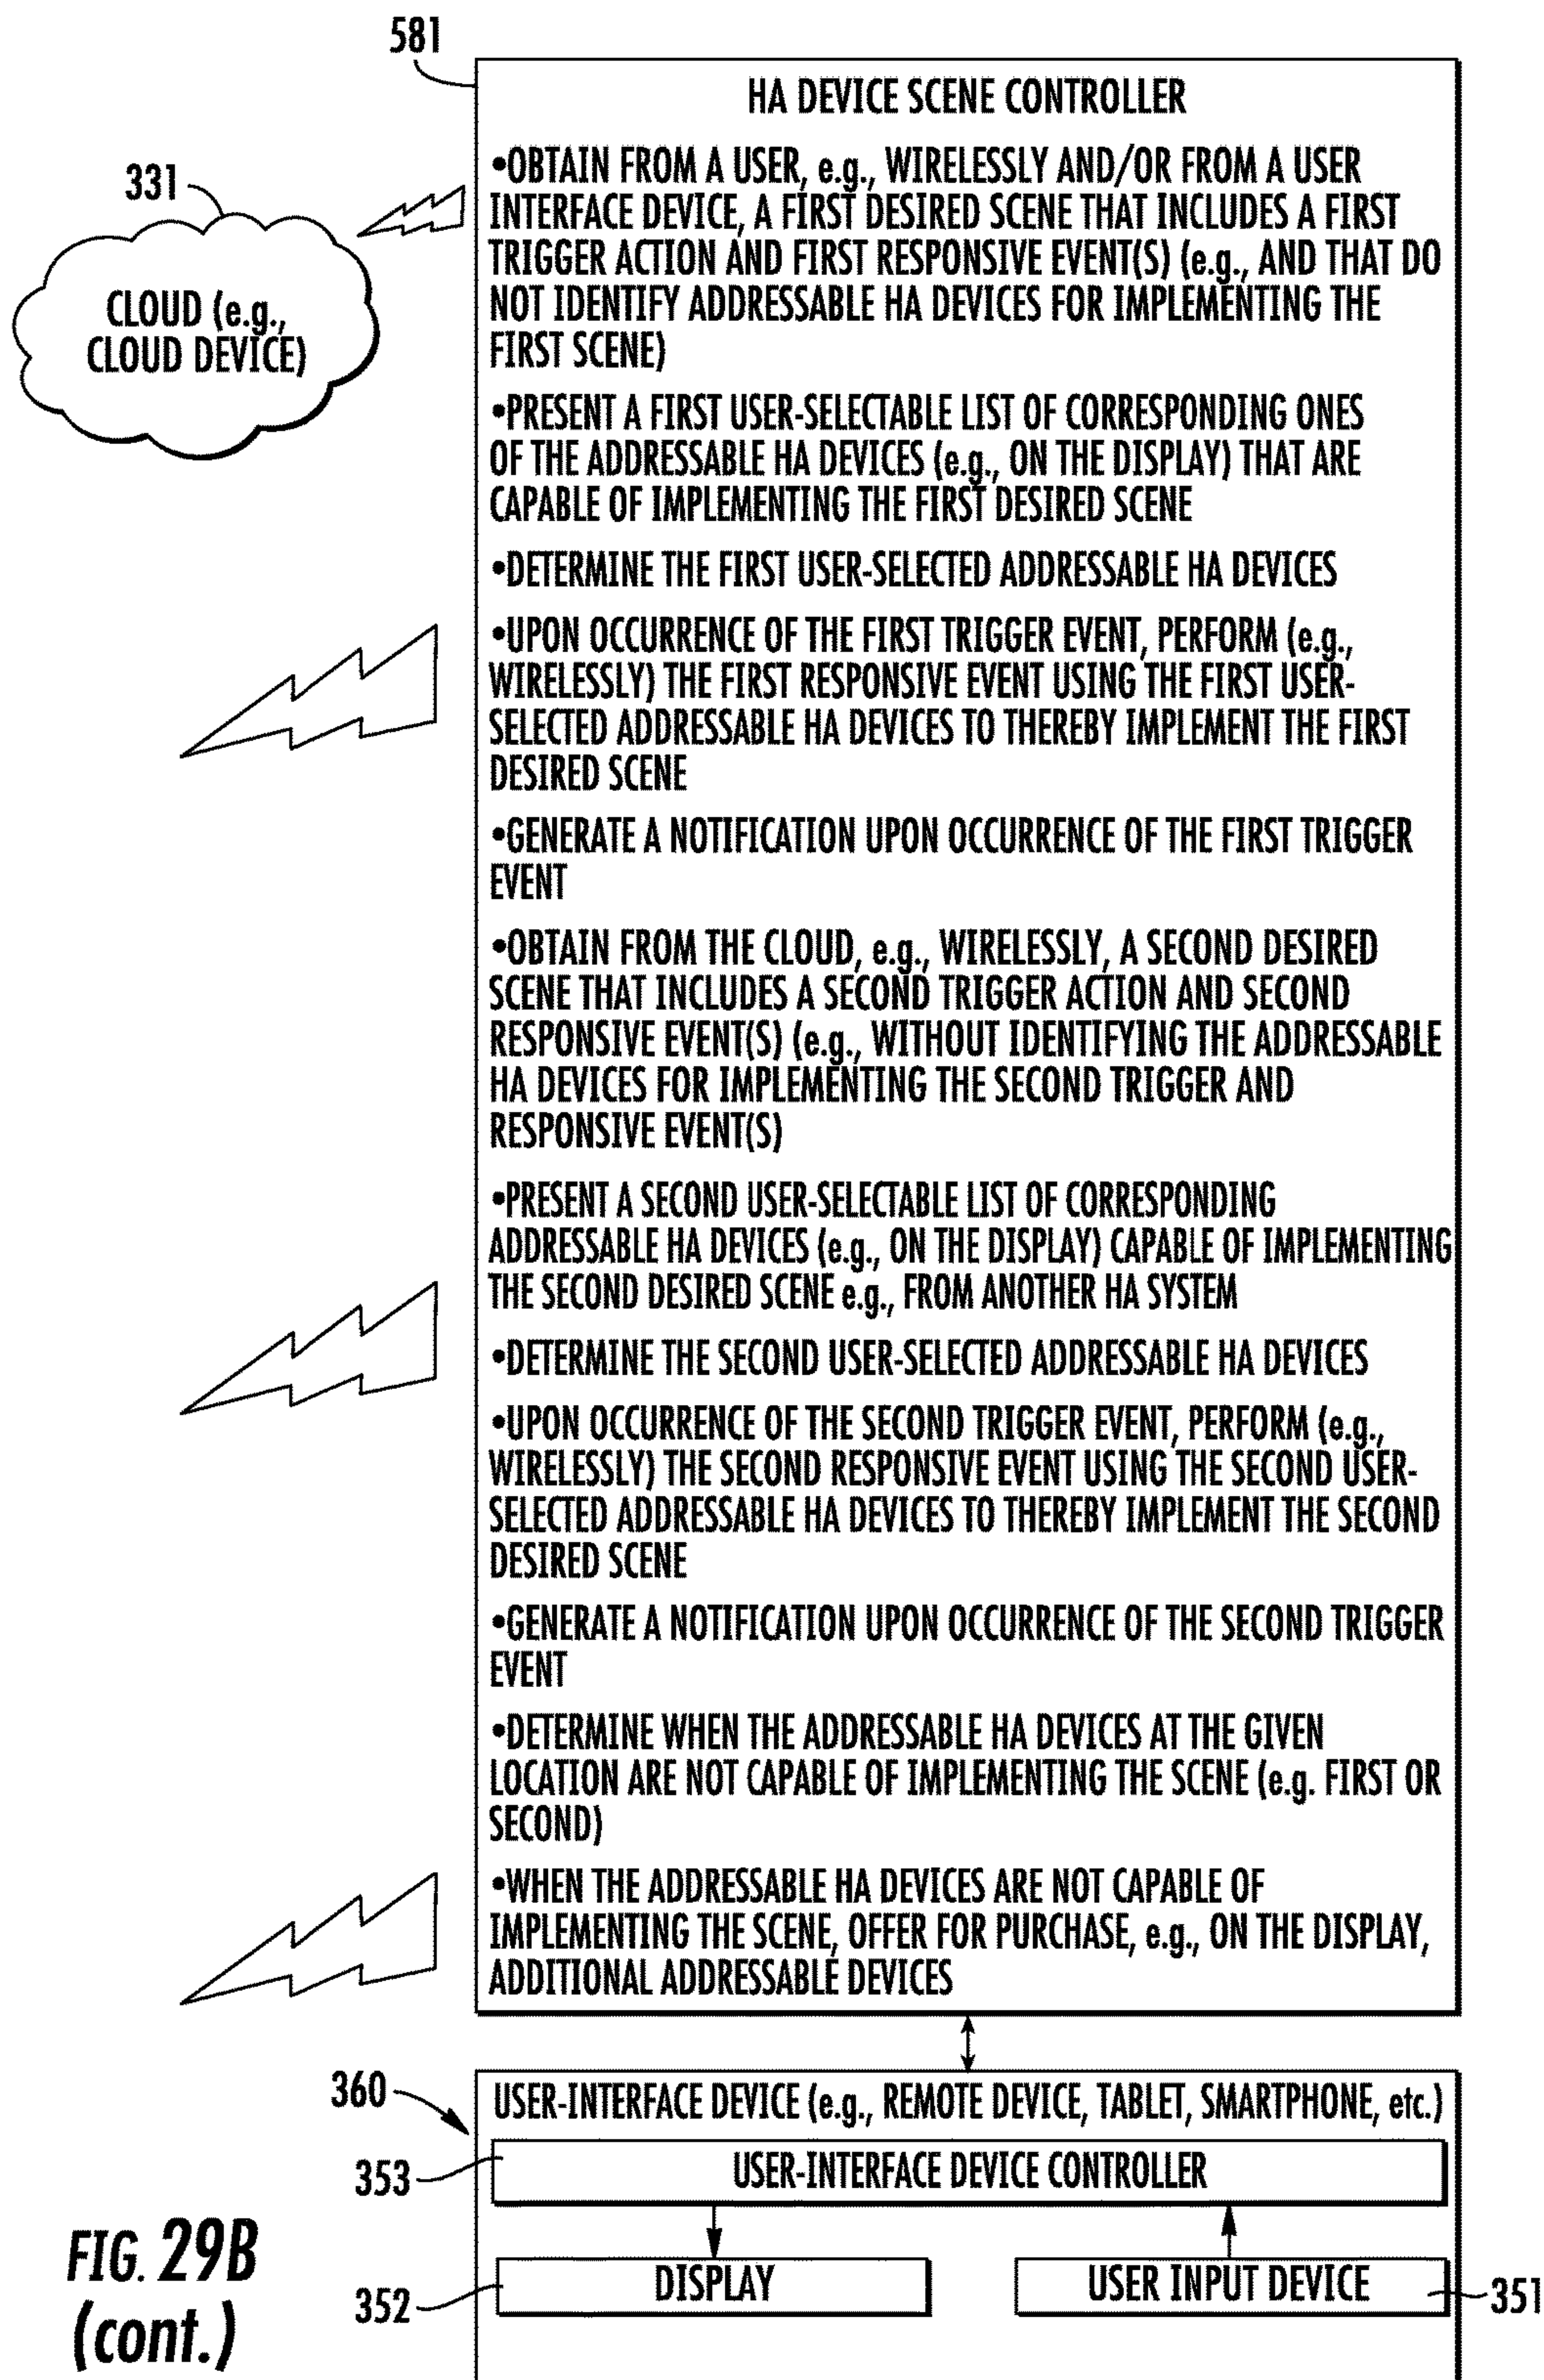 581
HA DEVICE SCENE CONTROLLER
•OBTAIN FROM A USER, e.g., WIRELESSLY AND/OR FROM A USER
INTERFACE DEVICE, A FIRST DESIRED SCENE THAT INCLUDES A FIRST
TRIGGER ACTION AND FIRST RESPONSIVE EVENT(S) (e.g., AND THAT DO
NOT IDENTIFY ADDRESSABLE HA DEVICES FOR IMPLEMENTING THE
FIRST SCENE)
331
CLOUD (e.g.,
CLOUD DEVICE)
•PRESENT A FIRST USER-SELECTABLE LIST OF CORRESPONDING ONES
OF THE ADDRESSABLE HA DEVICES (e.g., ON THE DISPLAY) THAT ARE
CAPABLE OF IMPLEMENTING THE FIRST DESIRED SCENE
•DETERMINE THE FIRST USER-SELECTED ADDRESSABLE HA DEVICES
•UPON OCCURRENCE OF THE FIRST TRIGGER EVENT, PERFORM (e.g.,
WIRELESSLY) THE FIRST RESPONSIVE EVENT USING THE FIRST USER-
SELECTED ADDRESSABLE HA DEVICES TO THEREBY IMPLEMENT THE FIRST
DESIRED SCENE
•GENERATE A NOTIFICATION UPON OCCURRENCE OF THE FIRST TRIGGER
EVENT
•OBTAIN FROM THE CLOUD, e.g., WIRELESSLY, A SECOND DESIRED
SCENE THAT INCLUDES A SECOND TRIGGER ACTION AND SECOND
RESPONSIVE EVENT(S) (e.g., WITHOUT IDENTIFYING THE ADDRESSABLE
HA DEVICES FOR IMPLEMENTING THE SECOND TRIGGER AND
RESPONSIVE EVENT(S)
•PRESENT A SECOND USER-SELECTABLE LIST OF CORRESPONDING
ADDRESSABLE HA DEVICES (e.g., ON THE DISPLAY) CAPABLE OF IMPLEMENTING
THE SECOND DESIRED SCENE e.g., FROM ANOTHER HA SYSTEM
•DETERMINE THE SECOND USER-SELECTED ADDRESSABLE HA DEVICES
•UPON OCCURRENCE OF THE SECOND TRIGGER EVENT, PERFORM (e.g.,
WIRELESSLY) THE SECOND RESPONSIVE EVENT USING THE SECOND USER-
SELECTED ADDRESSABLE HA DEVICES TO THEREBY IMPLEMENT THE SECOND
DESIRED SCENE
•GENERATE A NOTIFICATION UPON OCCURRENCE OF THE SECOND TRIGGER
EVENT
•DETERMINE WHEN THE ADDRESSABLE HA DEVICES AT THE GIVEN
LOCATION ARE NOT CAPABLE OF IMPLEMENTING THE SCENE (e.g. FIRST OR
SECOND)
•WHEN THE ADDRESSABLE HA DEVICES ARE NOT CAPABLE OF
IMPLEMENTING THE SCENE, OFFER FOR PURCHASE, e.g., ON THE DISPLAY,
ADDITIONAL ADDRESSABLE DEVICES
360
USER-INTERFACE DEVICE (e.g., REMOTE DEVICE, TABLET, SMARTPHONE, etc.)
353
USER-INTERFACE DEVICE CONTROLLER
352
DISPLAY
USER INPUT DEVICE
351
FIG. 29B
(cont.)